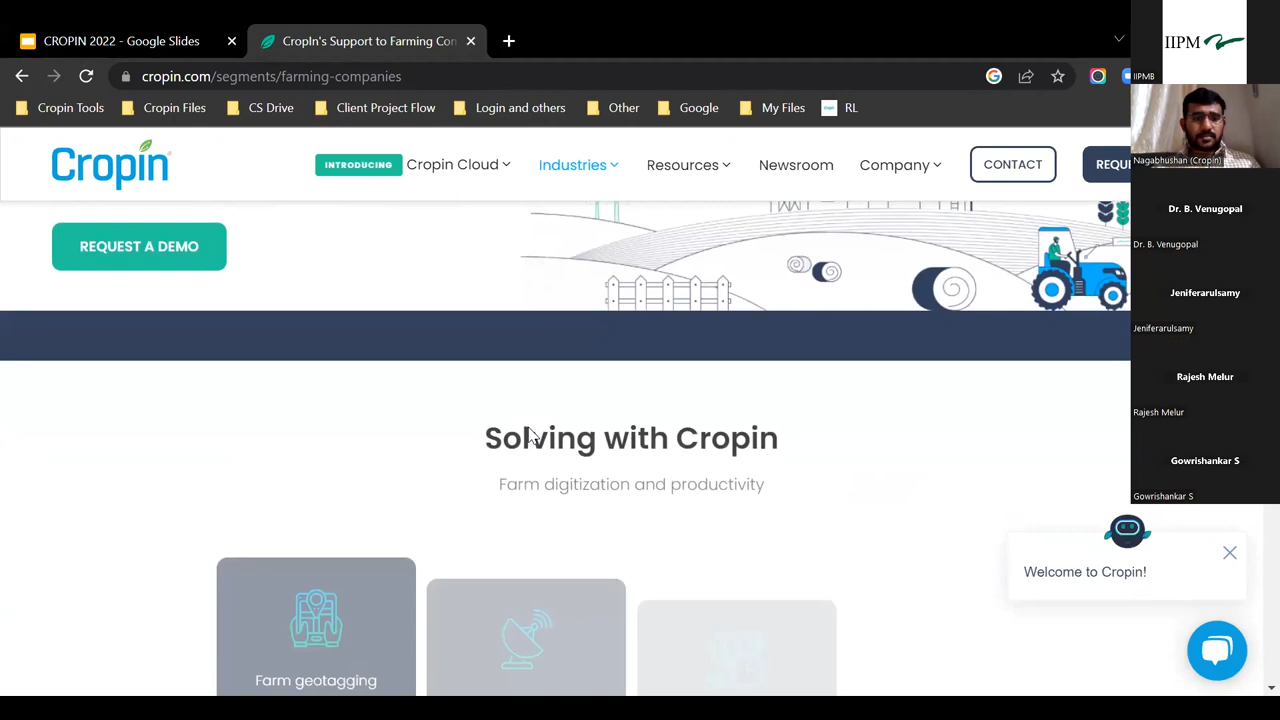 CROPIN 2022 - Google Slides
CropIn's Support to Farming Con
cropin.com/segments/farming-companies
Cropin Tools
Cropin Files
CS Drive
Client Project Flow
Login and others
Other
Google
My Files
RL
Cropin
INTRODUCING
Cropin Cloud
Industries
Resources
Newsroom
Company
CONTACT
REQU
REQUEST A DEMO
Solving with Cropin
Farm digitization and productivity
Farm geotagging
Welcome to Cropin!
IIPM
IIPMB
Nagabhushan (Cropin)
Dr. B. Venugopal
Dr. B. Venugopal
Jeniferarulsamy
Jeniferarulsamy
Rajesh Melur
Rajesh Melur
Gowrishankar S
Gowrishankar S